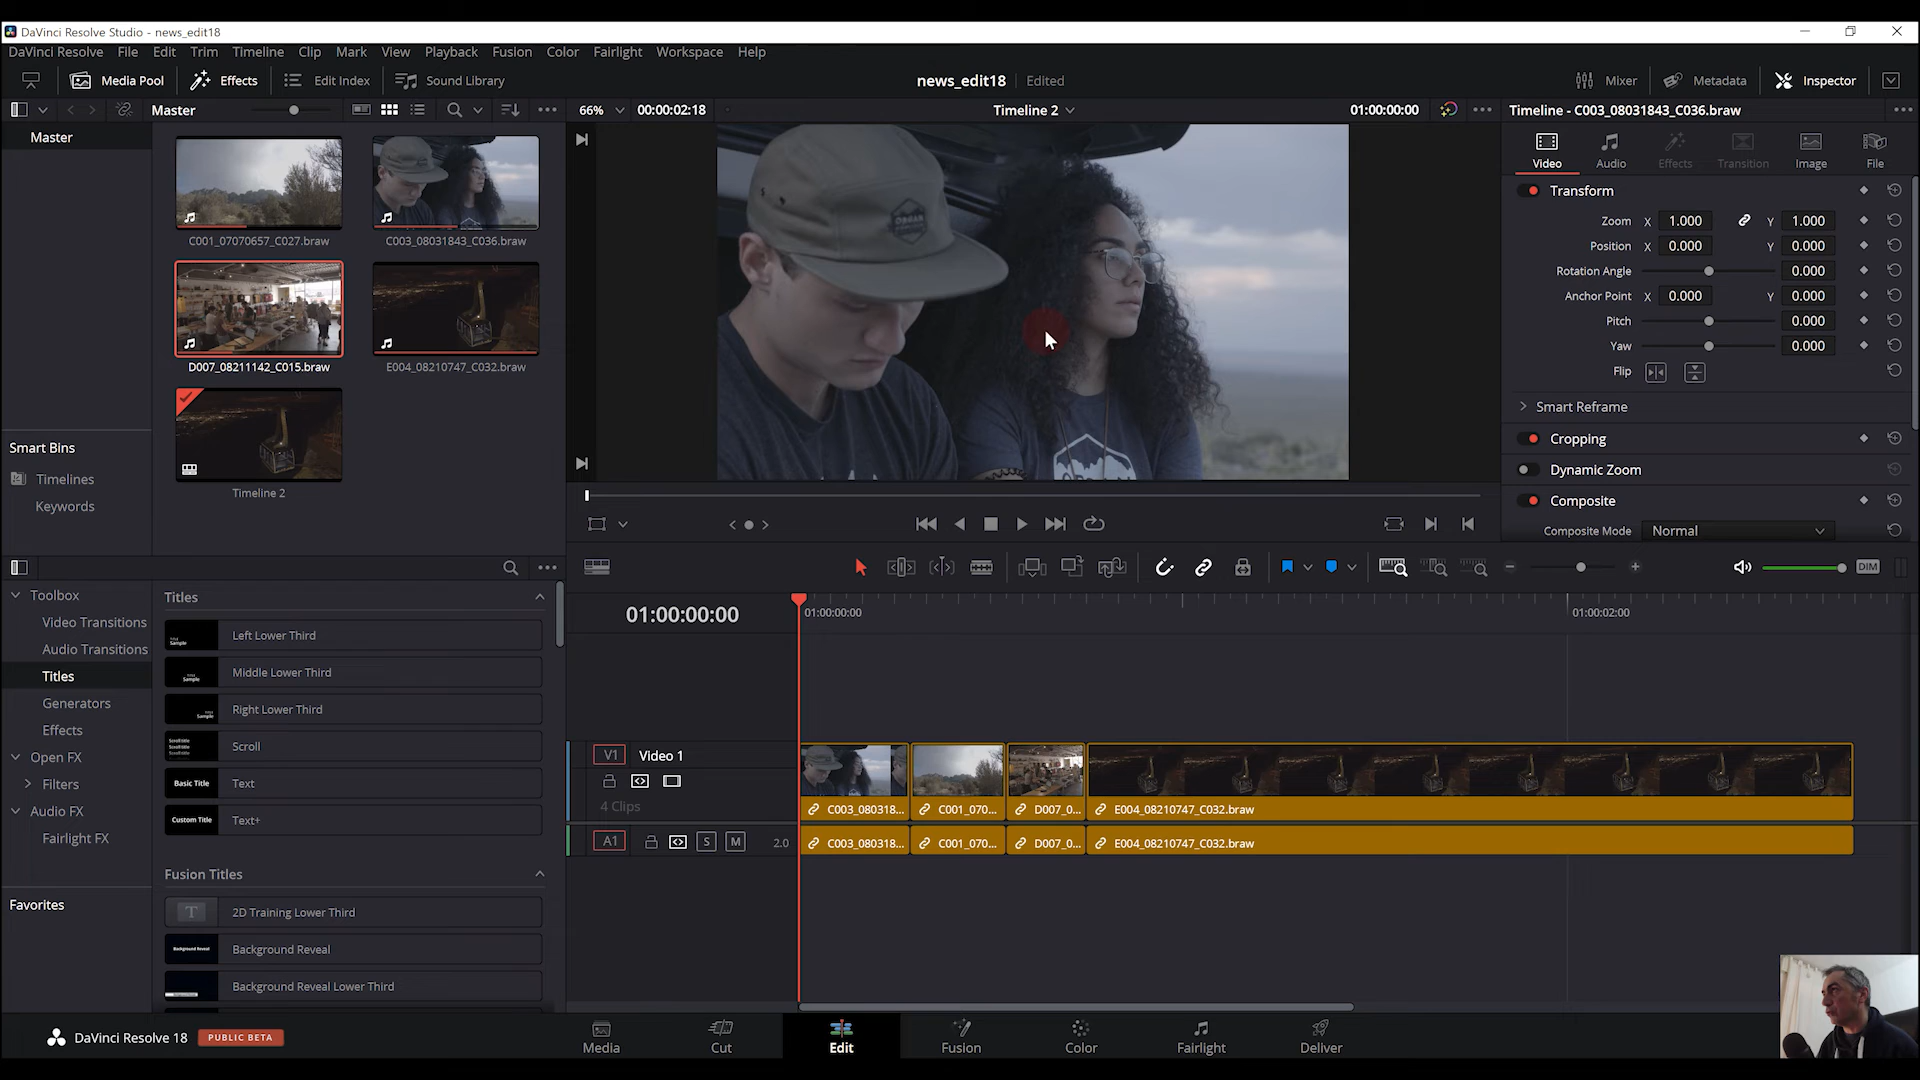 DaVinci Resolve Studio - news_edit18
DaVinci Resolve File Edit Trim Timeline Clip Mark View Playback Fusion Color Fairlight Workspace Help
Media Pool Effects Edit Index Sound Library news_edit18 Edited Mixer Metadata Inspector
Master 66% 00:00:02:18 Timeline 2 01:00:00:00 Timeline - C003_08031843_C036.braw
Master
Video Audio Effects Transition Image File
Transform
Zoom X 1.000 Y 1.000
Position X 0.000 Y 0.000
Rotation Angle 0.000
Anchor Point X 0.000 Y 0.000
Pitch 0.000
Yaw 0.000
Flip
Smart Reframe
Cropping
Dynamic Zoom
Composite
Composite Mode Normal
C001_07070657_C027.braw C003_08031843_C036.braw
D007_08211142_C015.braw E004_08210747_C032.braw
Timeline 2
Smart Bins
Timelines
Keywords
Toolbox
Video Transitions
Audio Transitions
Titles
Generators
Effects
Open FX
Filters
Audio FX
Fairlight FX
Favorites
Titles
Left Lower Third
Middle Lower Third
Right Lower Third
Scroll
Basic Title Text
Custom Title Text+
Fusion Titles
T 2D Training Lower Third
Background Reveal Background Reveal
Background Reveal Lower Third
DIM
01:00:00:00 01:00:00:00 01:00:02:00
V1 Video 1
4 Clips
C003_080318... C001_070... D007_0... E004_08210747_C032.braw
A1 S M 2.0 C003_080318... C001_070... D007_0... E004_08210747_C032.braw
DaVinci Resolve 18 PUBLIC BETA
Media Cut Edit Fusion Color Fairlight Deliver